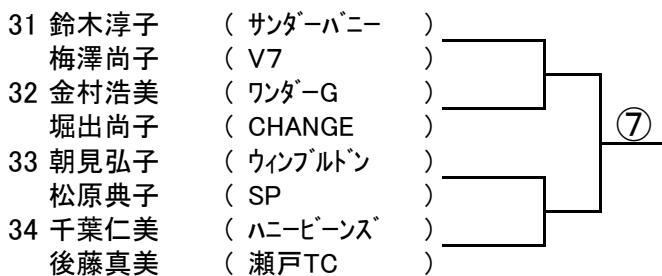 31 鈴木淳子 ( ｻﾝﾀﾞｰﾊﾞﾆｰ )
梅澤尚子 ( V7 )
32 金村浩美 ( ﾜﾝﾀﾞｰG )
堀出尚子 ( CHANGE )
⑦
33 朝見弘子 ( ｳｨﾝﾌﾞﾙﾄﾞﾝ )
松原典子 ( SP )
34 千葉仁美 ( ﾊﾆｰﾋﾞｰﾝｽﾞ )
後藤真美 ( 瀬戸TC )